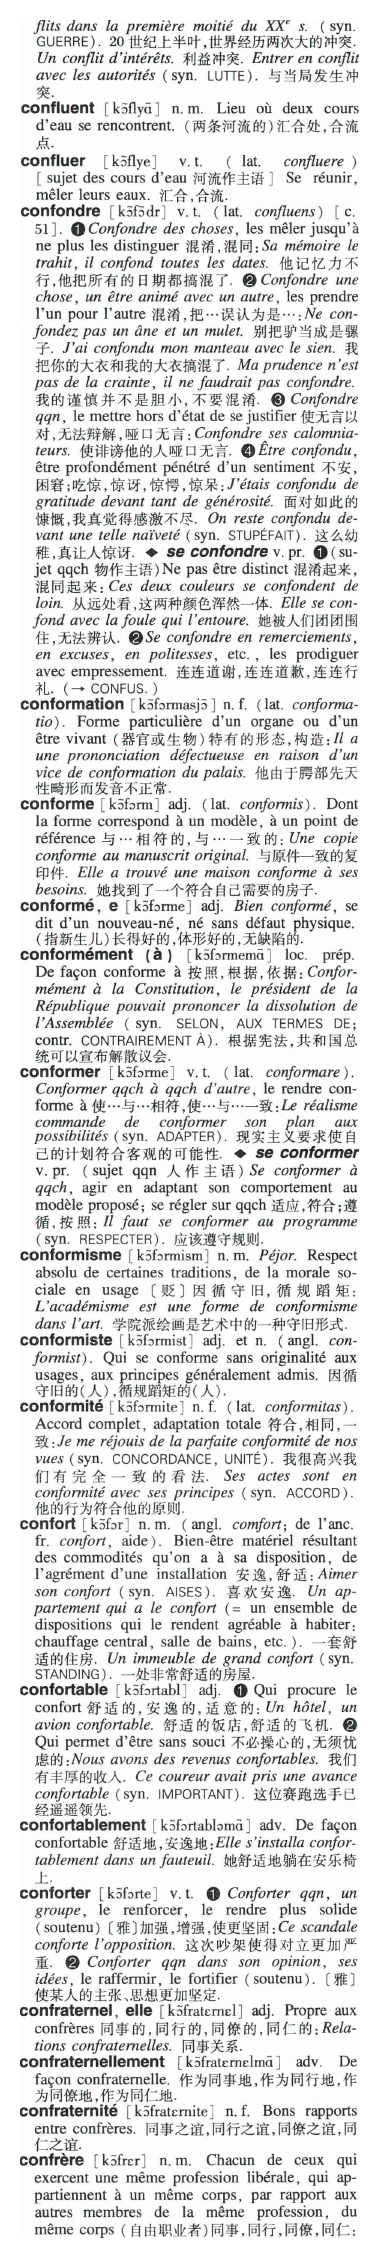 flits dans la première moitié du XXᵉ s. (syn.
GUERRE). 20 世纪上半叶,世界经历两次大的冲突.
Un conflit d'intérêts. 利益冲突. Entrer en conflit
avec les autorités (syn. LUTTE). 与当局发生冲
突.
confluent [kɔ̃flyɑ̃] n. m. Lieu où deux cours
d'eau se rencontrent. (两条河流的)汇合处,合流
点.
confluer [kɔ̃flye] v. t. ( lat. confluere )
[ sujet des cours d'eau 河流作主语 ] Se réunir,
mêler leurs eaux. 汇合,合流.
confondre [kɔ̃fɔ̃dr] v. t. ( lat. confluens) [ c.
51]. ❶ Confondre des choses, les mêler jusqu'à
ne plus les distinguer 混淆,混同:Sa mémoire le
trahit, il confond toutes les dates. 他记忆力不
行,他把所有的日期都搞混了. ❷ Confondre une
chose, un être animé avec un autre, les prendre
l'un pour l'autre 混淆,把…误认为是…:Ne con-
fondez pas un âne et un mulet. 别把驴当成是骡
子. J'ai confondu mon manteau avec le sien. 我
把你的大衣和我的大衣搞混了. Ma prudence n'est
pas de la crainte, il ne faudrait pas confondre.
我的谨慎并不是胆小,不要混淆. ❸ Confondre
qqn, le mettre hors d'état de se justifier 使无言以
对,无法辩解,哑口无言:Confondre ses calomnia-
teurs. 使诽谤他的人哑口无言. ❹ Être confondu,
être profondément pénétré d'un sentiment 不安,
困窘;吃惊,惊讶,惊愕,惊呆:J'étais confondu de
gratitude devant tant de générosité. 面对如此的
慷慨,我真觉得感激不尽. On reste confondu de-
vant une telle naïveté (syn. STUPÉFAIT). 这么幼
稚,真让人惊讶. ◆ se confondre v. pr. ❶ (su-
jet qqch 物作主语) Ne pas être distinct 混淆起来,
混同起来: Ces deux couleurs se confondent de
loin. 从远处看,这两种颜色浑然一体. Elle se con-
fond avec la foule qui l'entoure. 她被人们团团围
住,无法辨认. ❷ Se confondre en remerciements,
en excuses, en politesses, etc. , les prodiguer
avec empressement. 连连道谢,连连道歉,连连行
礼. (→ CONFUS. )
conformation [kɔ̃fɔrmasjɔ̃] n. f. (lat. conforma-
tio). Forme particulière d'un organe ou d'un
être vivant (器官或生物)特有的形态,构造:Il a
une prononciation défectueuse en raison d'un
vice de conformation du palais. 他由于腭部先天
性畸形而发音不正常.
conforme [kɔ̃fɔrm] adj. (lat. conformis). Dont
la forme correspond à un modèle, à un point de
référence 与…相符的,与…一致的: Une copie
conforme au manuscrit original. 与原件一致的复
印件. Elle a trouvé une maison conforme à ses
besoins. 她找到了一个符合自己需要的房子.
conformé, e [kɔ̃fɔrme] adj. Bien conformé, se
dit d'un nouveau-né, né sans défaut physique.
(指新生儿)长得好的,体形好的,无缺陷的.
conformément (à) [kɔ̃fɔrmemɑ̃] loc. prép.
De façon conforme à 按照,根据,依据:Confor-
mément à la Constitution, le président de la
République pouvait prononcer la dissolution de
l'Assemblée ( syn. SELON, AUX TERMES DE;
contr. CONTRAIREMENT À). 根据宪法,共和国总
统可以宣布解散议会.
conformer [kɔ̃fɔrme] v. t. ( lat. conformare).
Conformer qqch à qqch d'autre, le rendre con-
forme à 使…与…相符,使…与…一致:Le réalisme
commande de conformer son plan aux
possibilités (syn. ADAPTER). 现实主义要求使自
己的计划符合客观的可能性. ◆ se conformer
v. pr. (sujet qqn 人作主语) Se conformer à
qqch, agir en adaptant son comportement au
modèle proposé; se régler sur qqch 适应,符合;遵
循,按照: Il faut se conformer au programme
(syn. RESPECTER). 应该遵守规则.
conformisme [kɔ̃fɔrmism] n. m. Péjor. Respect
absolu de certaines traditions, de la morale so-
ciale en usage [贬]因循守旧,循规蹈矩:
L'académisme est une forme de conformisme
dans l'art. 学院派绘画是艺术中的一种守旧形式.
conformiste [kɔ̃fɔrmist] adj. et n. ( angl. con-
formist). Qui se conforme sans originalité aux
usages, aux principes généralement admis. 因循
守旧的(人),循规蹈矩的(人).
conformité [kɔ̃fɔrmite] n. f. (lat. conformitas).
Accord complet, adaptation totale 符合,相同,一
致:Je me réjouis de la parfaite conformité de nos
vues ( syn. CONCORDANCE, UNITÉ). 我很高兴我
们有完全一致的看法. Ses actes sont en
conformité avec ses principes ( syn. ACCORD).
他的行为符合他的原则.
confort [kɔ̃fɔr] n. m. ( angl. comfort; de l'anc.
fr. confort, aide). Bien-être matériel résultant
des commodités qu'on a à sa disposition, de
l'agrément d'une installation 安逸,舒适:Aimer
son confort (syn. AISES). 喜欢安逸. Un ap-
partement qui a le confort (= un ensemble de
dispositions qui le rendent agréable à habiter:
chauffage central, salle de bains, etc. ). 一套舒
适的住房. Un immeuble de grand confort (syn.
STANDING). 一处非常舒适的房屋.
confortable [kɔ̃fɔrtabl] adj. ❶ Qui procure le
confort 舒适的,安逸的,适意的: Un hôtel, un
avion confortable. 舒适的饭店,舒适的飞机. ❷
Qui permet d'être sans souci 不必操心的,无须忧
虑的:Nous avons des revenus confortables. 我们
有丰厚的收入. Ce coureur avait pris une avance
confortable (syn. IMPORTANT). 这位赛跑选手已
经遥遥领先.
confortablement [kɔ̃fɔrtabləmɑ̃] adv. De façon
confortable 舒适地,安逸地:Elle s'installa confor-
tablement dans un fauteuil. 她舒适地躺在安乐椅
上.
conforter [kɔ̃fɔrte] v. t. ❶ Conforter qqn, un
groupe, le renforcer, le rendre plus solide
(soutenu) [雅]加强,增强,使更坚固:Ce scandale
conforte l'opposition. 这次吵架使得对立更加严
重. ❷ Conforter qqn dans son opinion, ses
idées, le raffermir, le fortifier (soutenu). [雅]
使某人的主张、思想更加坚定.
confraternel, elle [kɔ̃fratɛrnɛl] adj. Propre aux
confrères 同事的,同行的,同僚的,同仁的:Rela-
tions confraternelles. 同事关系.
confraternellement [kɔ̃fratɛrnɛlmɑ̃] adv. De
façon confraternelle. 作为同事地,作为同行地,作
为同僚地,作为同仁地.
confraternité [kɔ̃fratɛrnite] n. f. Bons rapports
entre confrères. 同事之谊,同行之谊,同僚之谊,同
仁之谊.
confrère [kɔ̃frɛr] n. m. Chacun de ceux qui
exercent une même profession libérale, qui ap-
partiennent à un même corps, par rapport aux
autres membres de la même profession, du
même corps (自由职业者)同事,同行,同僚,同仁: